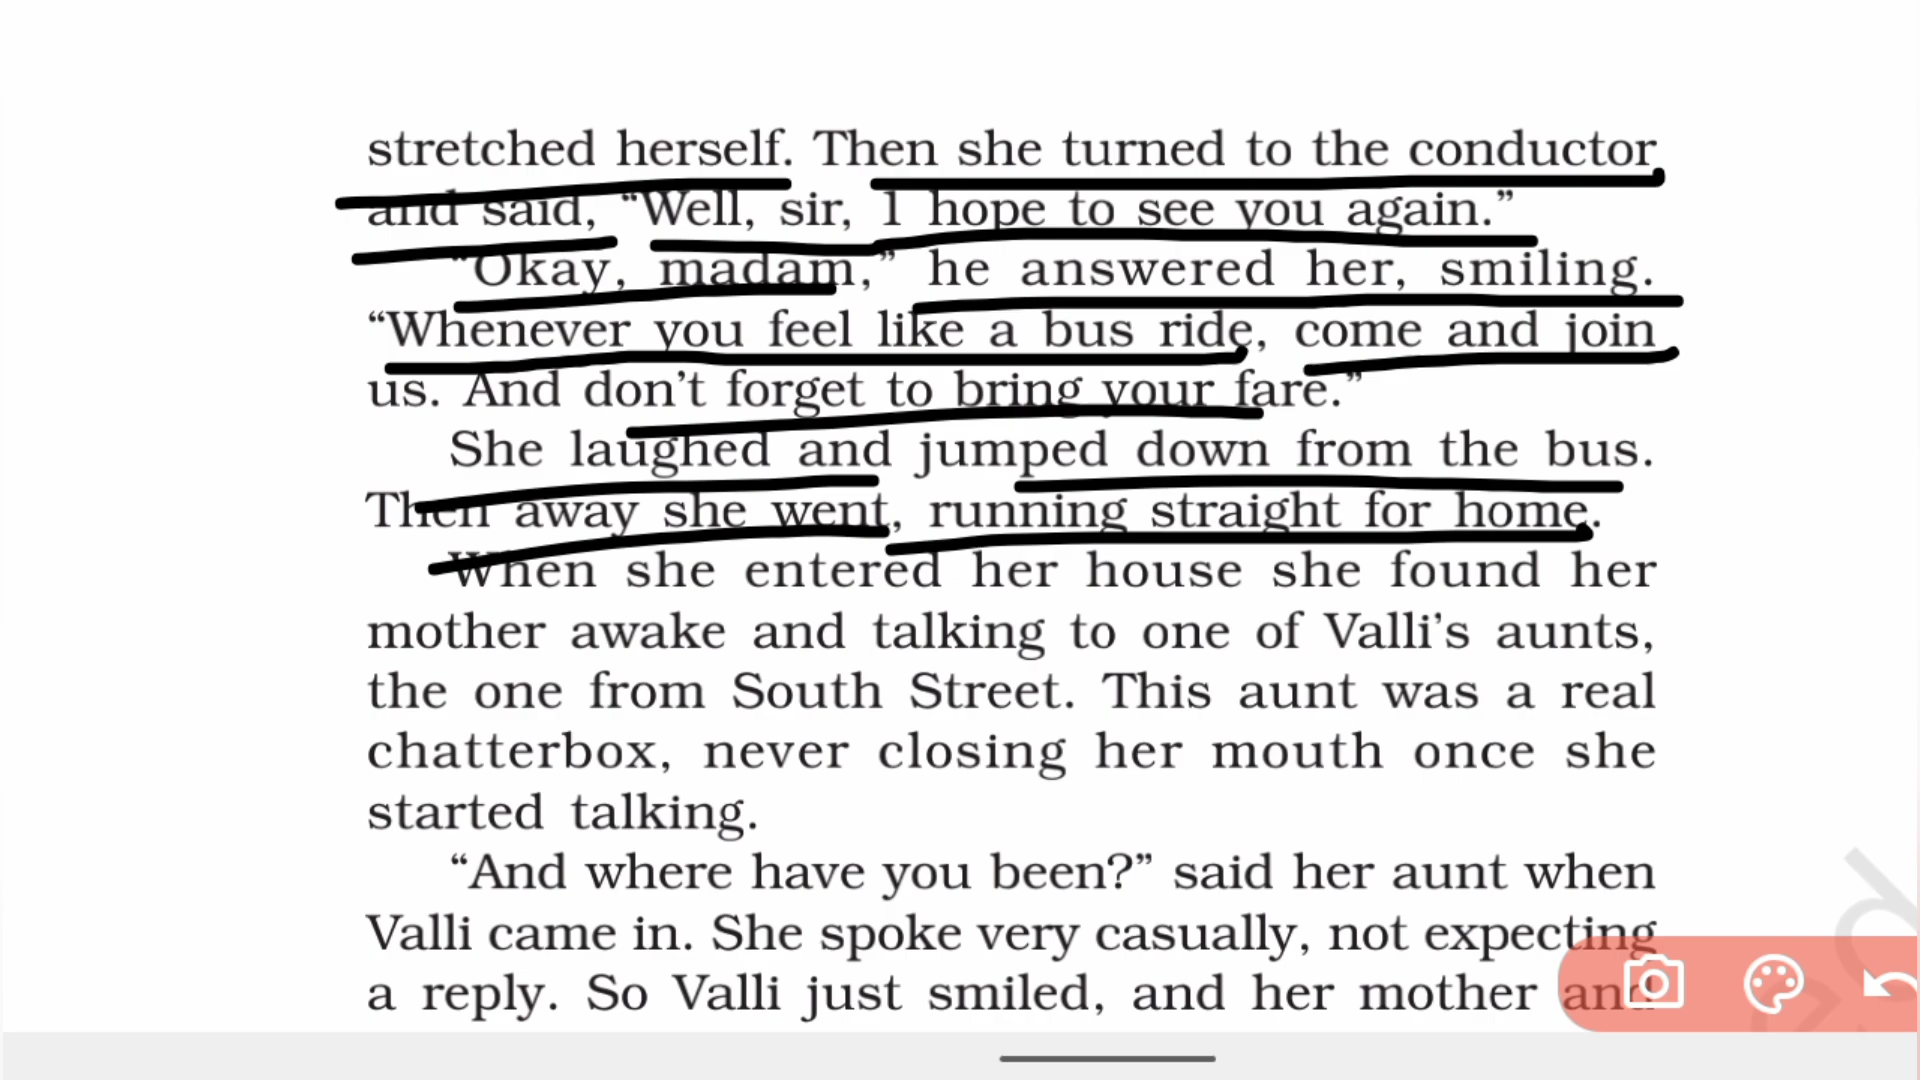 stretched herself. Then she turned to the conductor
and said, “Well, sir, I hope to see you again.”
“Okay, madam,” he answered her, smiling.
“Whenever you feel like a bus ride, come and join
us. And don’t forget to bring your fare.”
She laughed and jumped down from the bus.
Then away she went, running straight for home.
When she entered her house she found her
mother awake and talking to one of Valli’s aunts,
the one from South Street. This aunt was a real
chatterbox, never closing her mouth once she
started talking.
“And where have you been?” said her aunt when
Valli came in. She spoke very casually, not expecting
a reply. So Valli just smiled, and her mother and